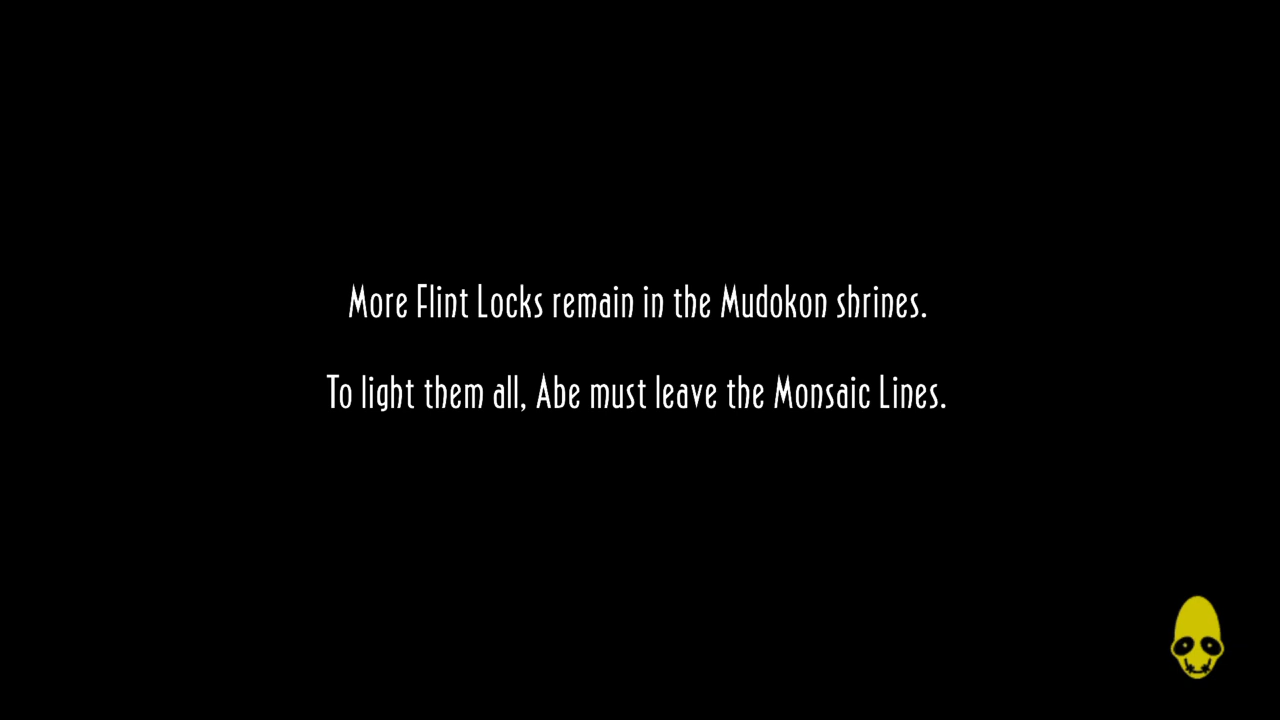 More Flint Locks remain in the Mudokon shrines.
To light them all, Abe must leave the Monsaic Lines.